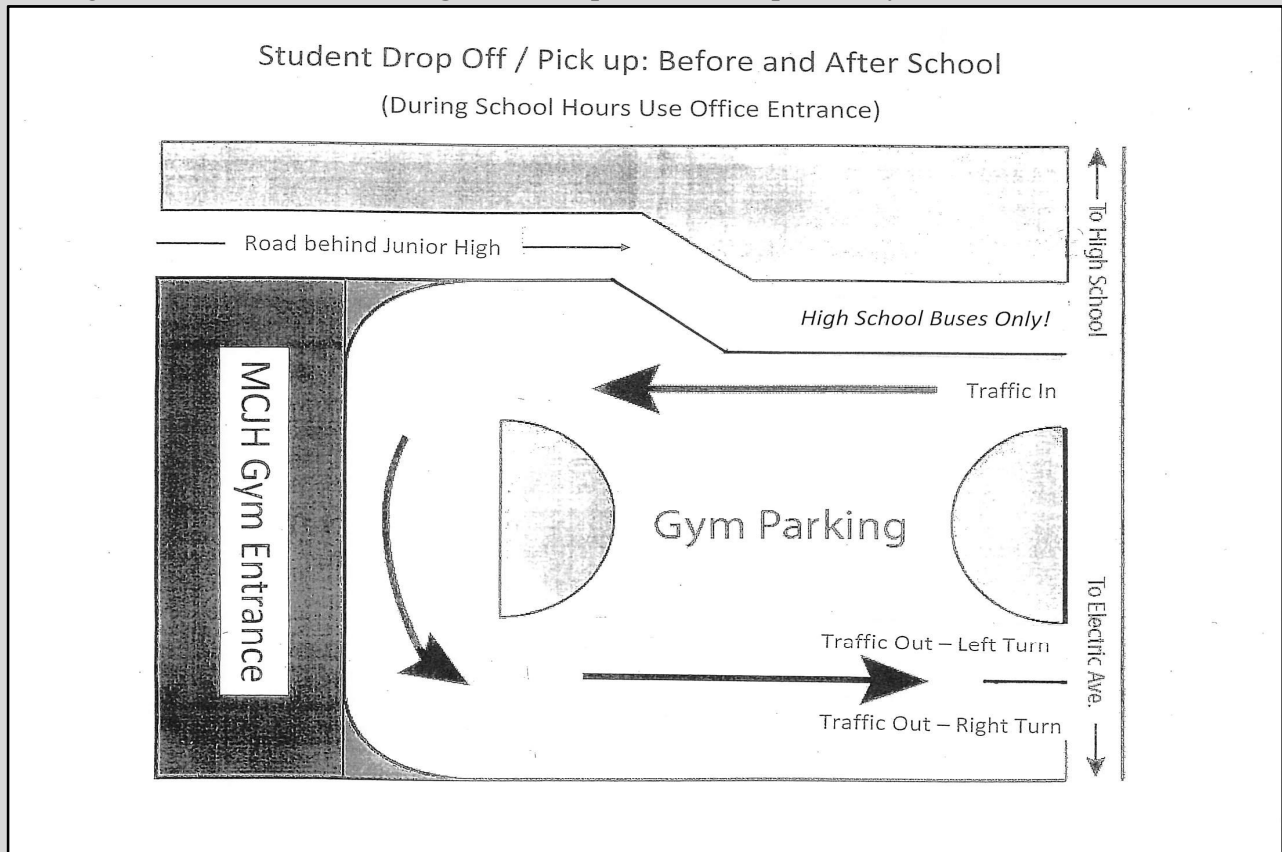 Student Drop Off / Pick up: Before and After School
(During School Hours Use Office Entrance)
Road behind Junior High
To High School
High School Buses Only!
Traffic In
MCJH Gym Entrance
Gym Parking
To Electric Ave.
Traffic Out – Left Turn
Traffic Out – Right Turn